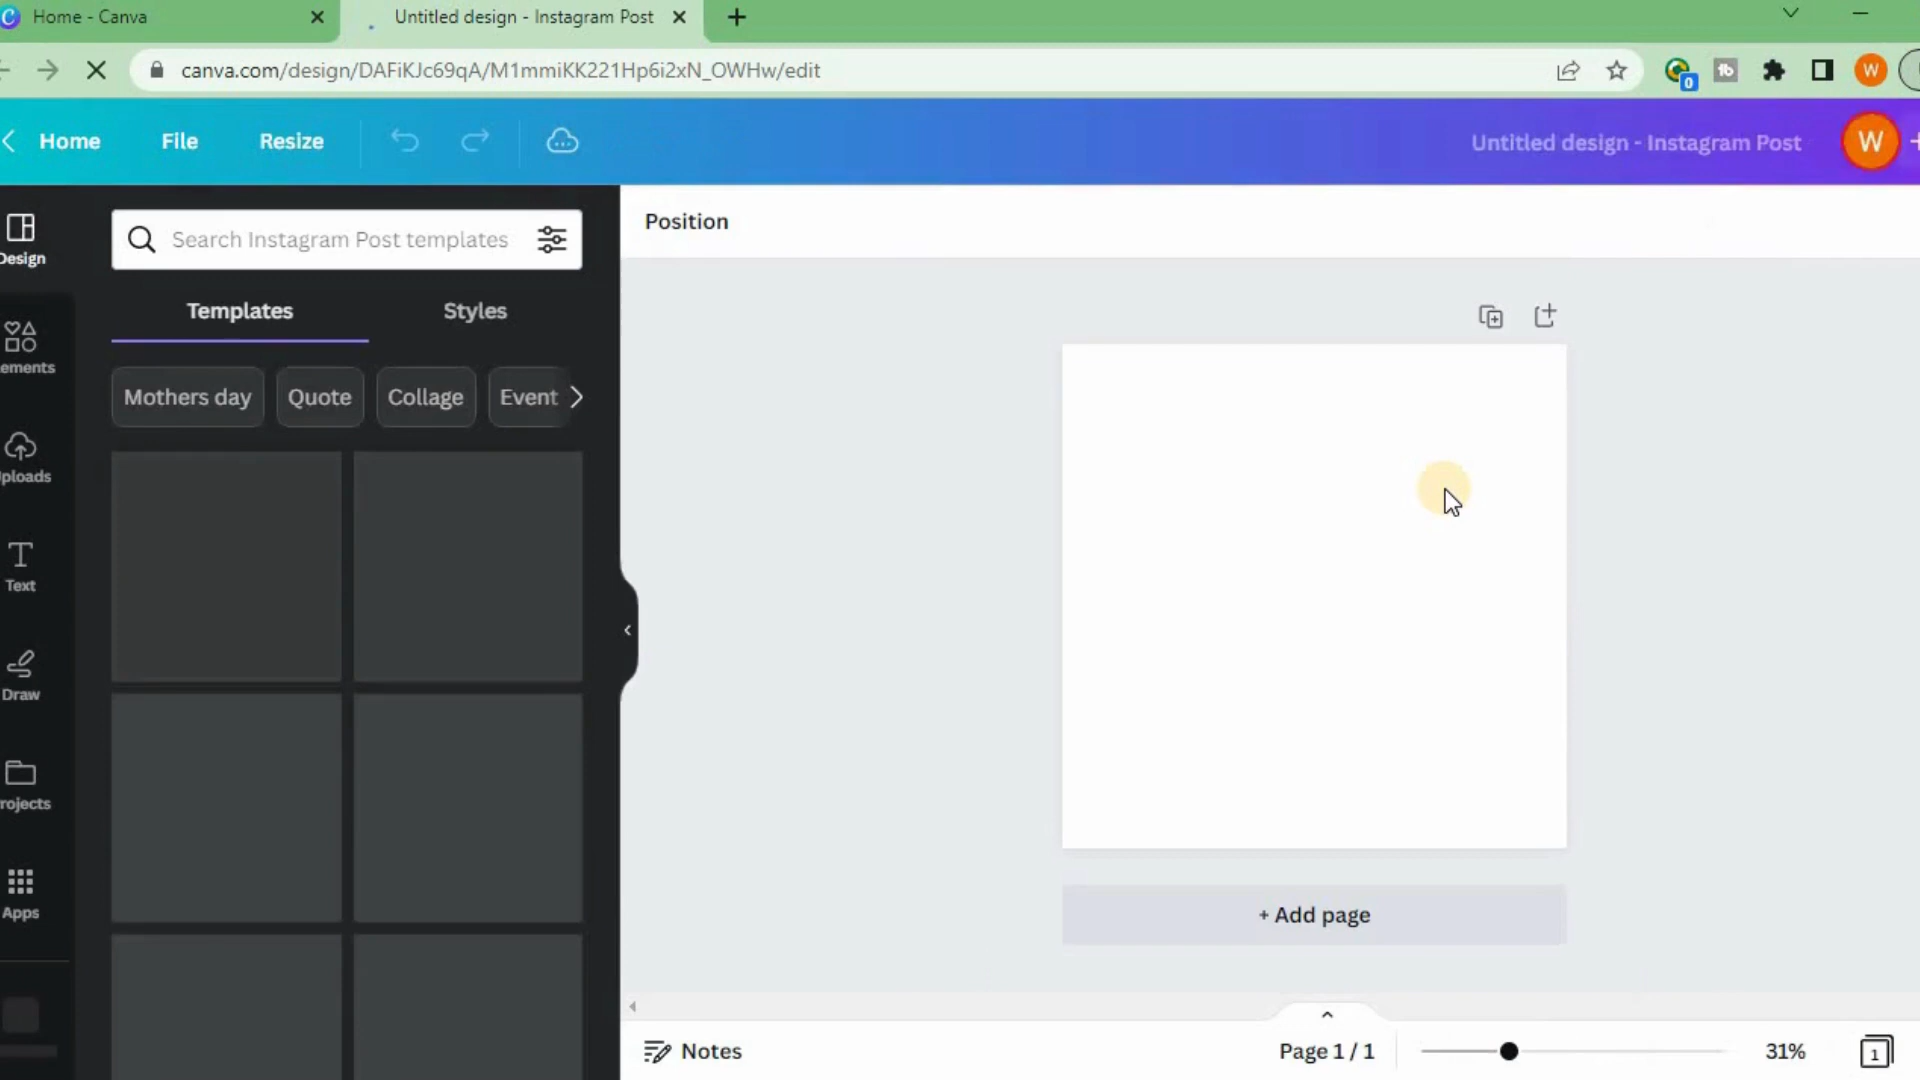 Home - Canva
Untitled design - Instagram Post
canva.com/design/DAFiKJc69qA/M1mmiKK221Hp6i2xN_OWHw/edit
0
W
Home
File
Resize
Untitled design - Instagram Post
W
Design
ements
ploads
Text
Draw
rojects
Apps
Search Instagram Post templates
Templates
Styles
Mothers day
Quote
Collage
Event
Position
+ Add page
Notes
Page 1 / 1
31%
1